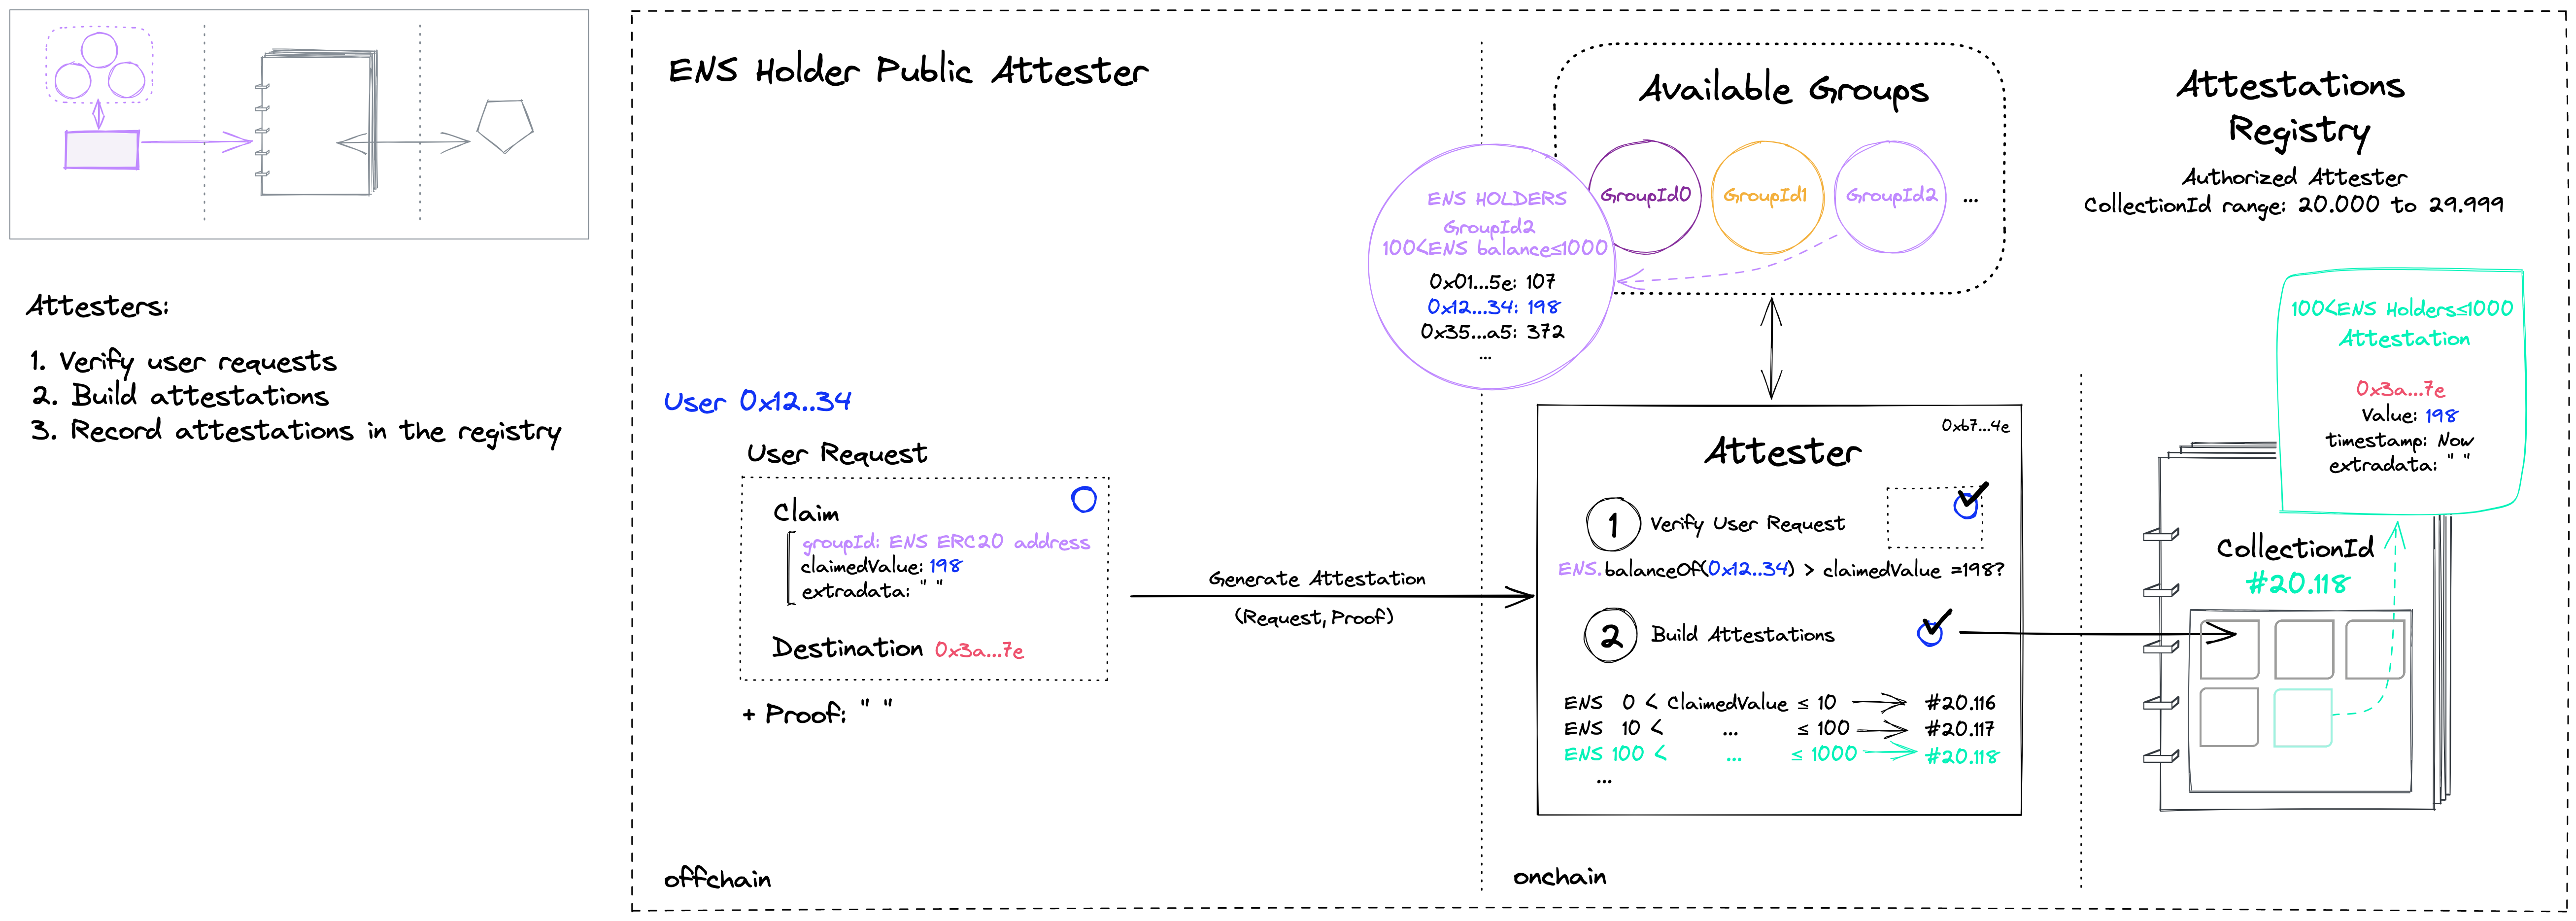 Attesters:
1. Verify user requests
2. Build attestations
3. Record attestations in the registry
ENS Holder Public Attester
User 0x12..34
User Request
Claim
groupId: ENS ERC20 address
claimedValue: 198
extradata: " "
Destination 0x3a...7e
+ Proof: " "
offchain
Generate Attestation
(Request, Proof)
Available Groups
GroupId0
GroupId1
GroupId2
...
ENS HOLDERS
GroupId2
100<ENS balance≤1000
0x01...5e: 107
0x12...34: 198
0x35...a5: 372
...
0xb7...4e
Attester
1 Verify User Request
ENS.balanceOf(0x12..34) > claimedValue =198?
2 Build Attestations
ENS 0 < ClaimedValue ≤ 10 #20.116
ENS 10 < ... ≤ 100 #20.117
ENS 100 < ... ≤ 1000 #20.118
...
onchain
Attestations
Registry
Authorized Attester
CollectionId range: 20.000 to 29.999
100<ENS Holders≤1000
Attestation
0x3a...7e
Value: 198
timestamp: Now
extradata: " "
CollectionId
#20.118